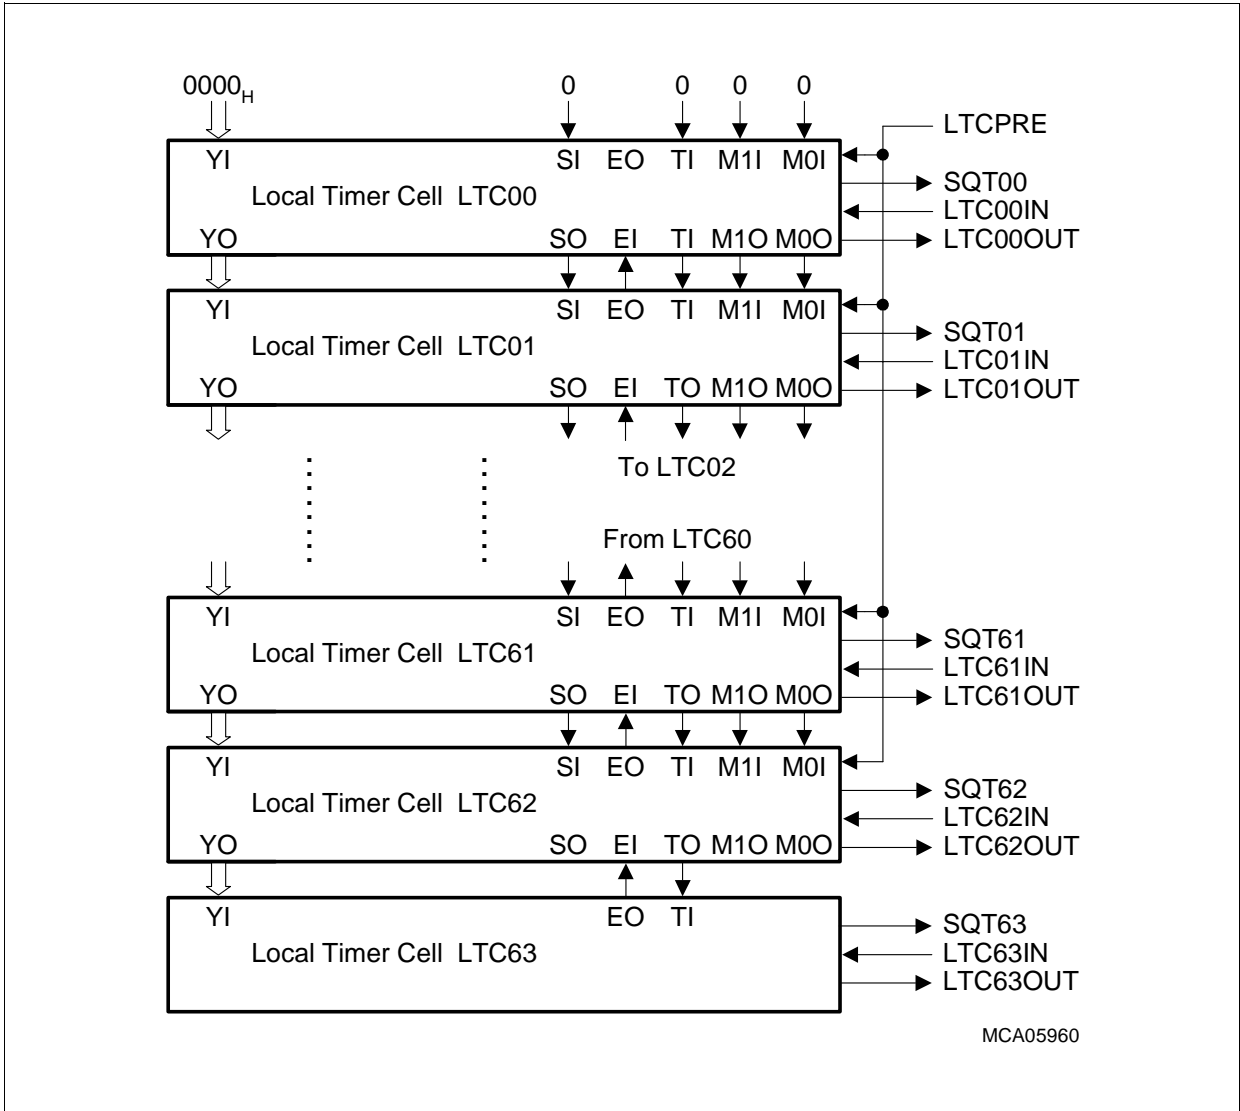 0000H 0 0 0 0
LTCPRE
YI SI EO TI M1I M0I
SQT00
Local Timer Cell LTC00
LTC00IN
YO SO EI TI M1O M0O
LTC00OUT
YI SI EO TI M1I M0I
SQT01
Local Timer Cell LTC01
LTC01IN
YO SO EI TO M1O M0O
LTC01OUT
To LTC02
From LTC60
YI SI EO TI M1I M0I
SQT61
Local Timer Cell LTC61
LTC61IN
YO SO EI TO M1O M0O
LTC61OUT
YI SI EO TI M1I M0I
SQT62
Local Timer Cell LTC62
LTC62IN
YO SO EI TO M1O M0O
LTC62OUT
YI EO TI
SQT63
Local Timer Cell LTC63
LTC63IN
LTC63OUT
MCA05960